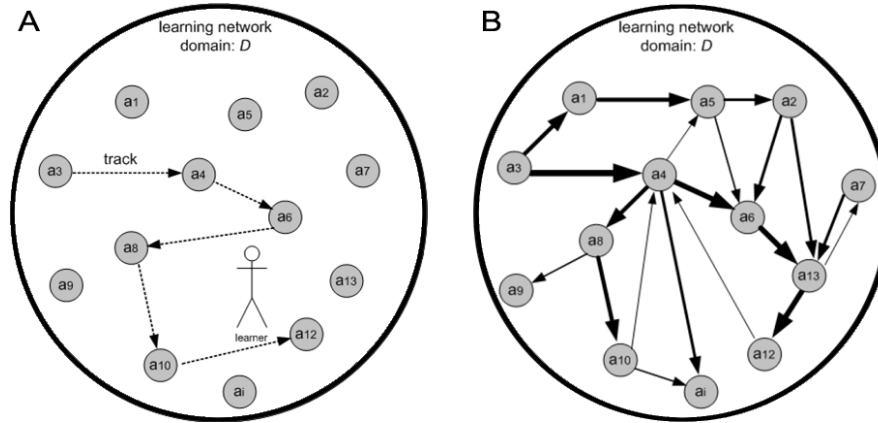 A
learning network
domain: D
a1
a2
a5
a3
track
a4
a7
a6
a8
a9
a13
learner
a12
a10
ai
B
learning network
domain: D
a1
a5
a2
a3
a4
a7
a6
a8
a13
a9
a12
a10
ai